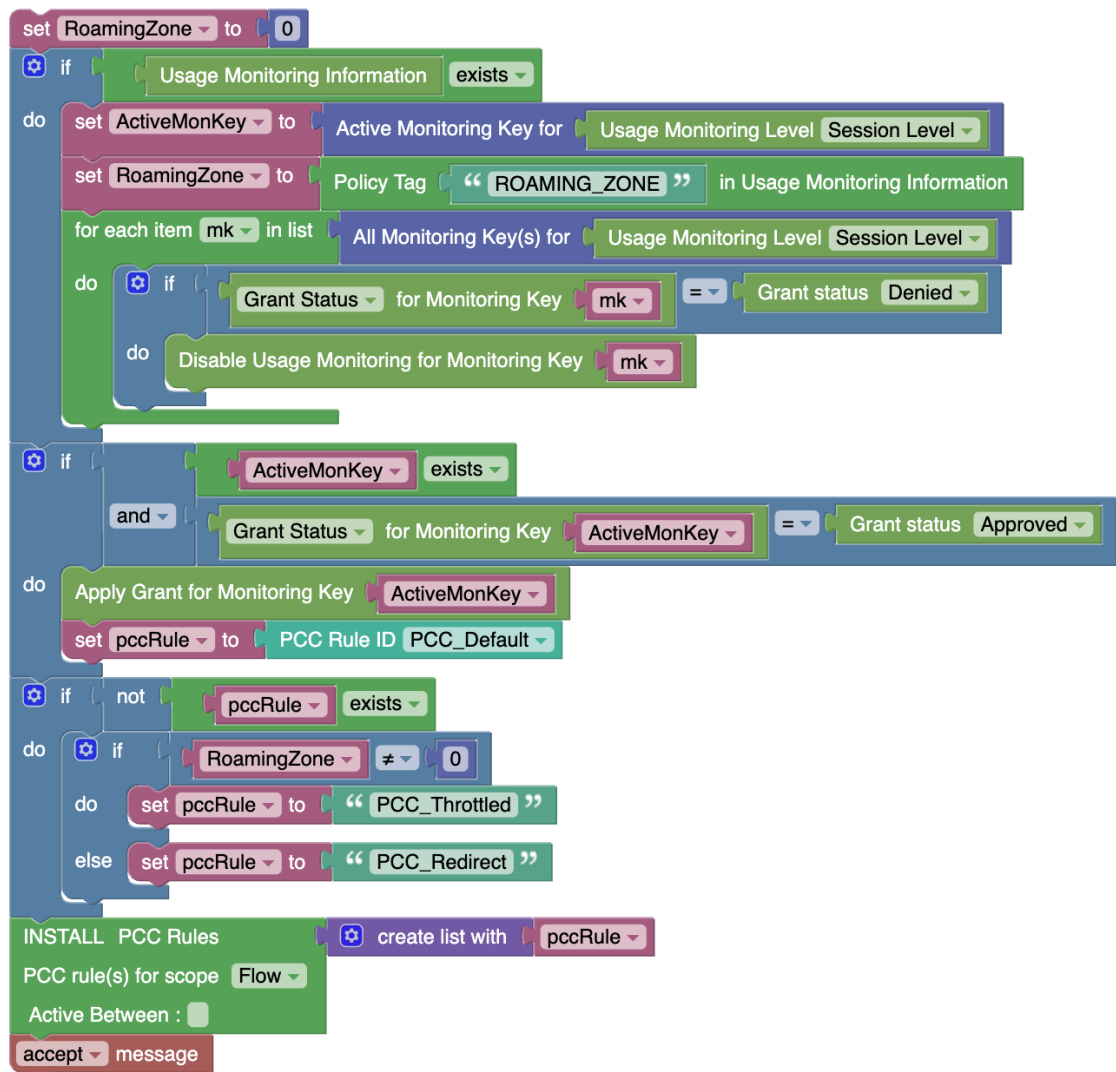 set RoamingZone to 0
if Usage Monitoring Information exists
do set ActiveMonKey to Active Monitoring Key for Usage Monitoring Level Session Level
set RoamingZone to Policy Tag “ ROAMING_ZONE ” in Usage Monitoring Information
for each item mk in list All Monitoring Key(s) for Usage Monitoring Level Session Level
do if Grant Status for Monitoring Key mk = Grant status Denied
do Disable Usage Monitoring for Monitoring Key mk
if ActiveMonKey exists
and Grant Status for Monitoring Key ActiveMonKey = Grant status Approved
do Apply Grant for Monitoring Key ActiveMonKey
set pccRule to PCC Rule ID PCC_Default
if not pccRule exists
do if RoamingZone ≠ 0
do set pccRule to “ PCC_Throttled ”
else set pccRule to “ PCC_Redirect ”
INSTALL PCC Rules create list with pccRule
PCC rule(s) for scope Flow
Active Between :
accept message